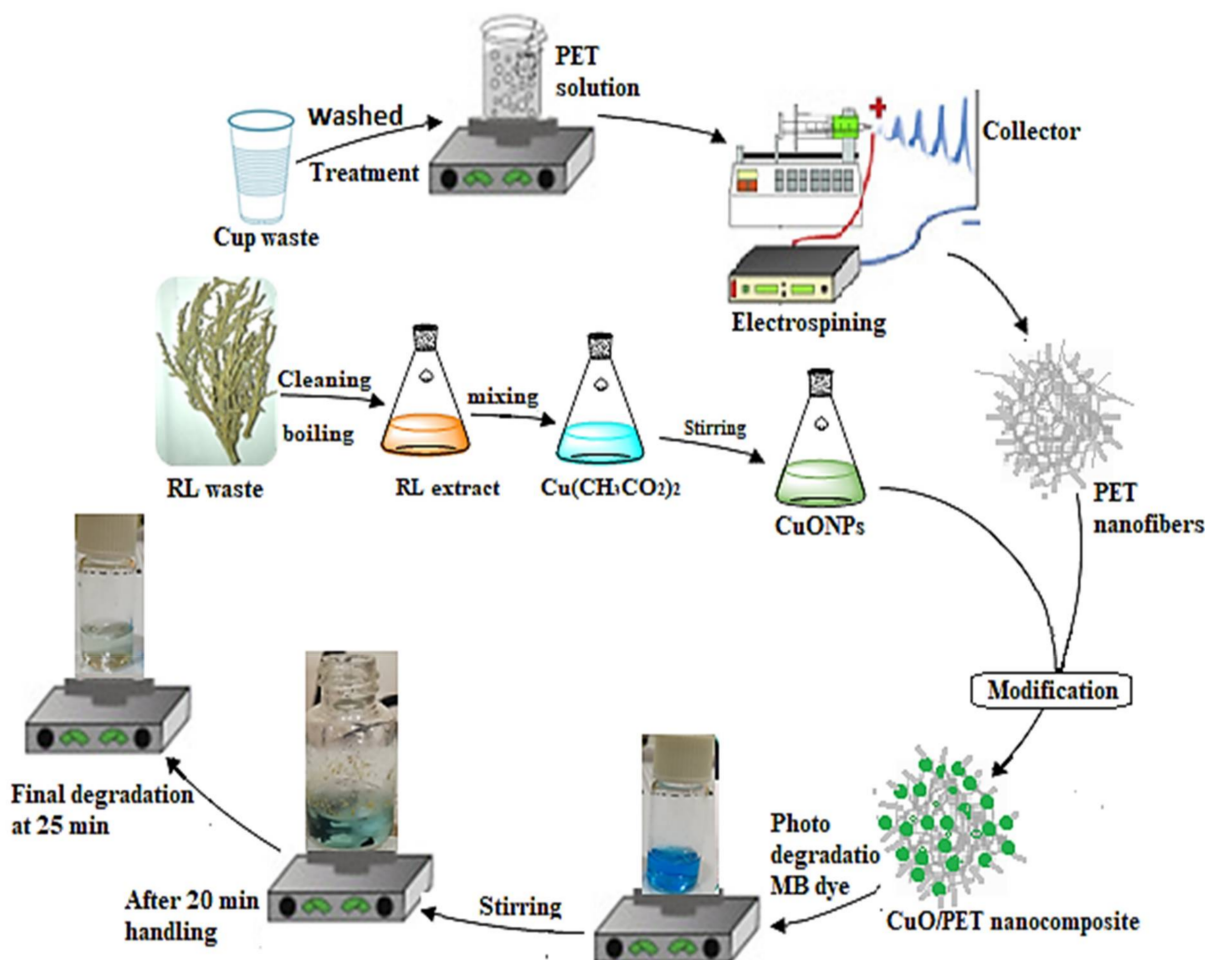 PET
solution
Washed
Treatment
Cup waste
+
Collector
Electrospining
RL waste
Cleaning
boiling
RL extract
mixing
Cu(CH₃CO₂)₂
Stirring
CuONPs
PET
nanofibers
Modification
CuO/PET nanocomposite
Photo
degradatio
MB dye
Stirring
After 20 min
handling
Final degradation
at 25 min